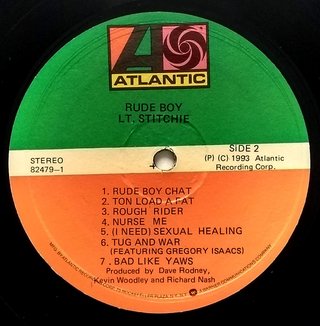 A
ATLANTIC
RUDE BOY
LT. STITCHIE
STEREO
82479-1
SIDE 2
(P) (C) 1993 Atlantic
Recording Corp.
1. RUDE BOY CHAT
2. TON LOAD A FAT
3. ROUGH RIDER
4. NURSE ME
5. (I NEED) SEXUAL HEALING
6. TUG AND WAR
(FEATURING GREGORY ISAACS)
7. BAD LIKE YAWS
Produced by Dave Rodney,
Kevin Woodley and Richard Nash